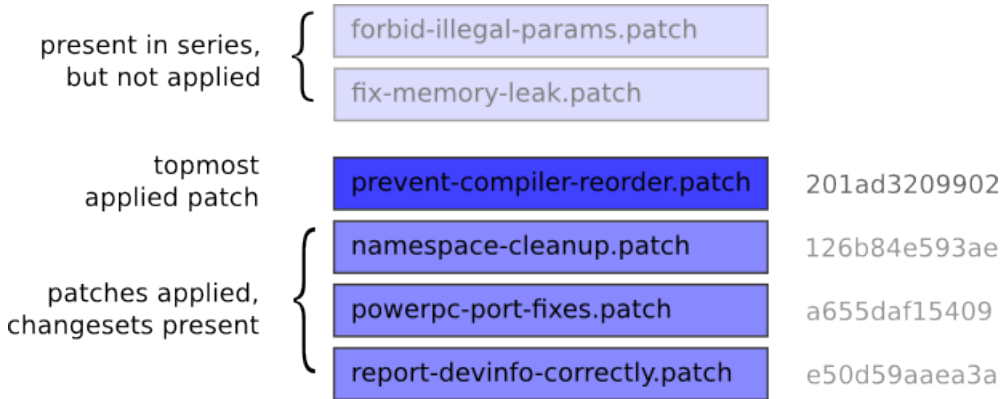 present in series,
but not applied
forbid-illegal-params.patch
fix-memory-leak.patch
topmost
applied patch
prevent-compiler-reorder.patch 201ad3209902
namespace-cleanup.patch 126b84e593ae
patches applied,
changesets present
powerpc-port-fixes.patch a655daf15409
report-devinfo-correctly.patch e50d59aaea3a